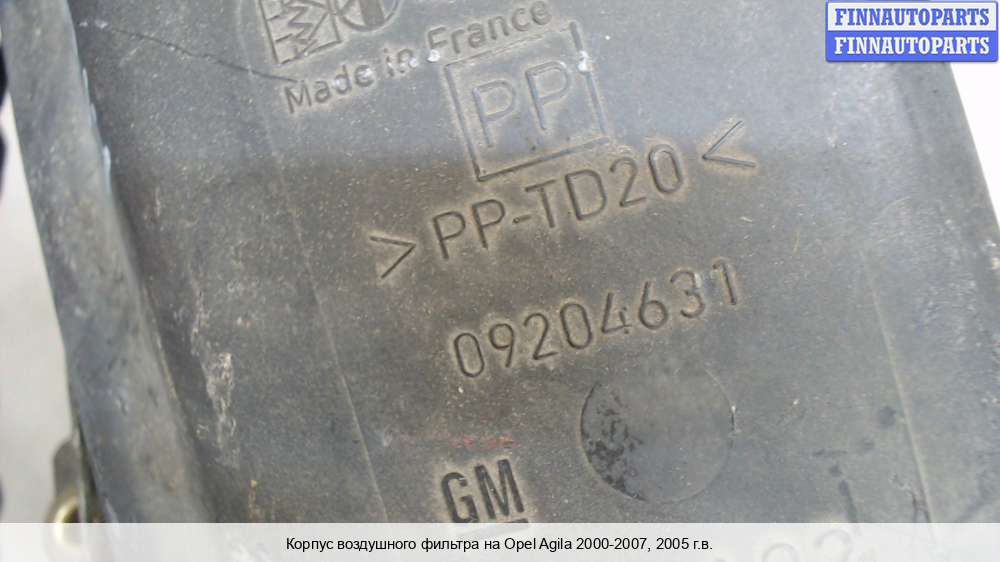 FINNAUTOPARTS
FINNAUTOPARTS
Made in France
PP
>PP-TD20<
09204631
GM
Корпус воздушного фильтра на Opel Agila 2000-2007, 2005 г.в.